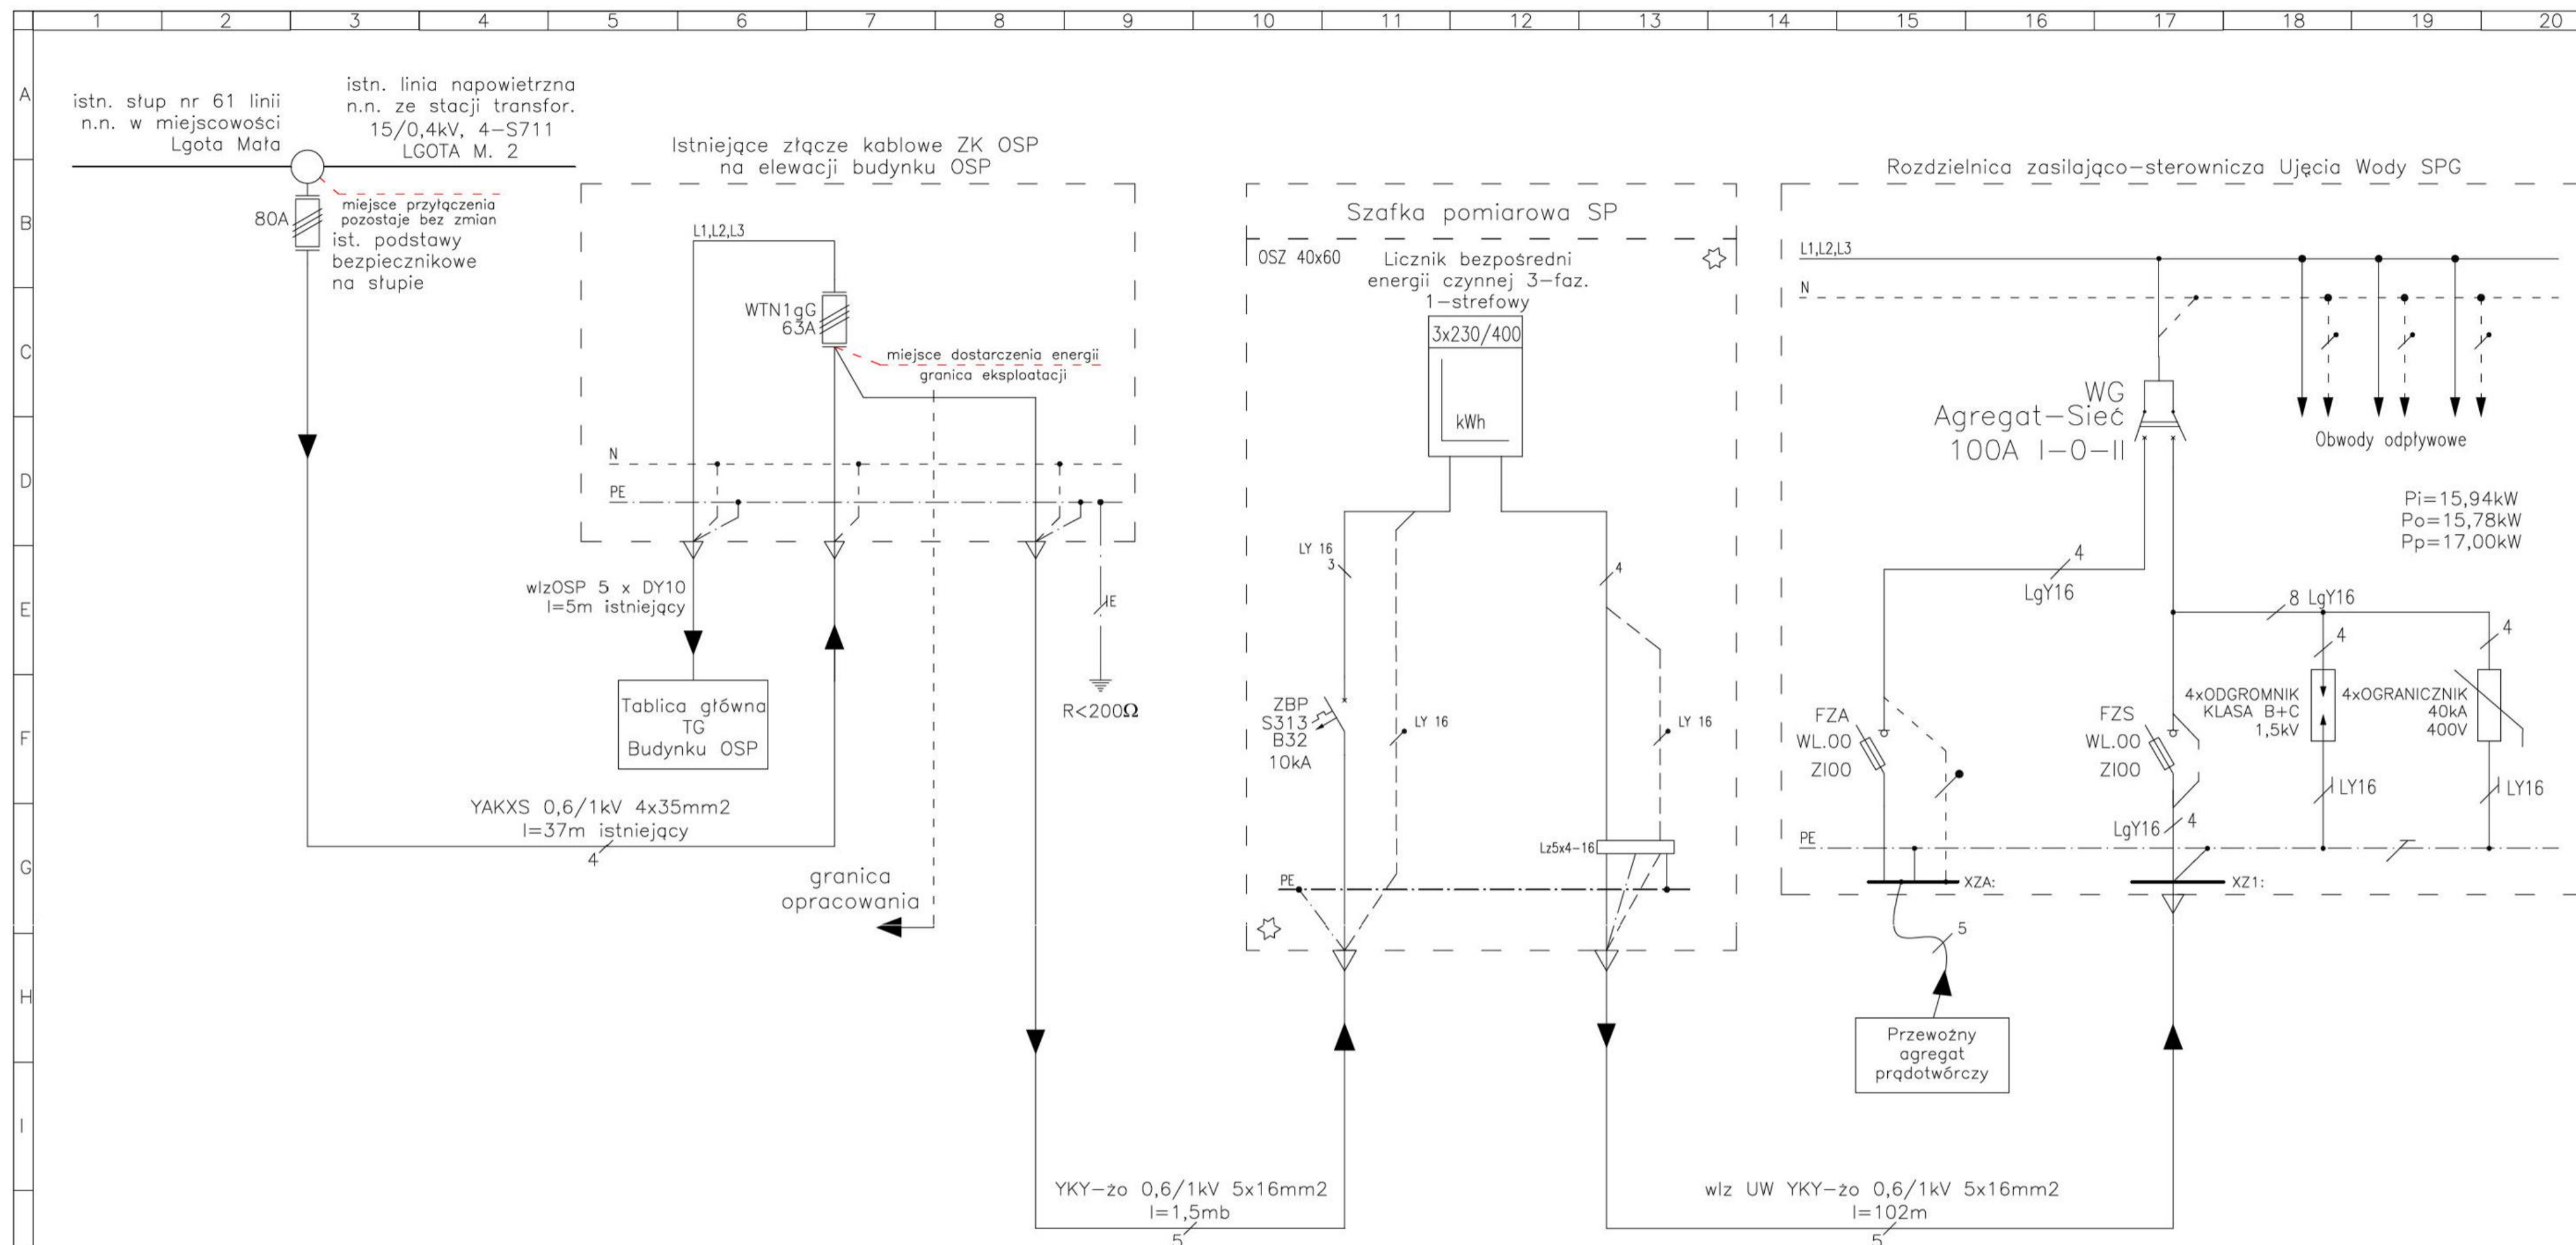 1 2 3 4 5 6 7 8 9 10 11 12 13 14 15 16 17 18 19 20
A
B
C
D
E
F
G
H
I
istn. słup nr 61 linii
n.n. w miejscowości
Lgota Mała
istn. linia napowietrzna
n.n. ze stacji transfor.
15/0,4kV, 4-S711
LGOTA M. 2
80A
miejsce przyłączenia
pozostaje bez zmian
ist. podstawy
bezpiecznikowe
na słupie
Istniejące złącze kablowe ZK OSP
na elewacji budynku OSP
L1,L2,L3
WTN1gG
63A
miejsce dostarczenia energii
granica eksploatacji
N
PE
wlzOSP 5 x DY10
l=5m istniejący
IE
Tablica główna
TG
Budynku OSP
R<200Ω
YAKXS 0,6/1kV 4x35mm2
l=37m istniejący
4
granica
opracowania
YKY-żo 0,6/1kV 5x16mm2
l=1,5mb
5
Szafka pomiarowa SP
OSZ 40x60
Licznik bezpośredni
energii czynnej 3-faz.
1-strefowy
3x230/400
kWh
LY 16
3
4
ZBP
S313
B32
10kA
LY 16
LY 16
Lz5x4-16
PE
wlz UW YKY-żo 0,6/1kV 5x16mm2
l=102m
5
Rozdzielnica zasilająco-sterownicza Ujęcia Wody SPG
L1,L2,L3
N
WG
Agregat-Sieć
100A I-0-II
Obwody odpływowe
Pi=15,94kW
Po=15,78kW
Pp=17,00kW
4
LgY16
8 LgY16
4
4
FZA
WL.00
Z100
FZS
WL.00
Z100
4xODGROMNIK
KLASA B+C
1,5kV
4xOGRANICZNIK
40kA
400V
LY16
LY16
LgY16
4
PE
XZA:
XZ1:
5
Przewoźny
agregat
prądotwórczy